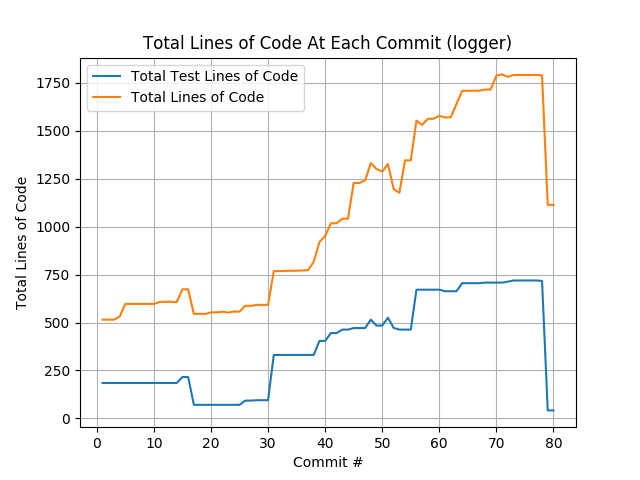 Total Lines of Code At Each Commit (logger)
Total Test Lines of Code
Total Lines of Code
Total Lines of Code
1750
1500
1250
1000
750
500
250
0
0 10 20 30 40 50 60 70 80
Commit #